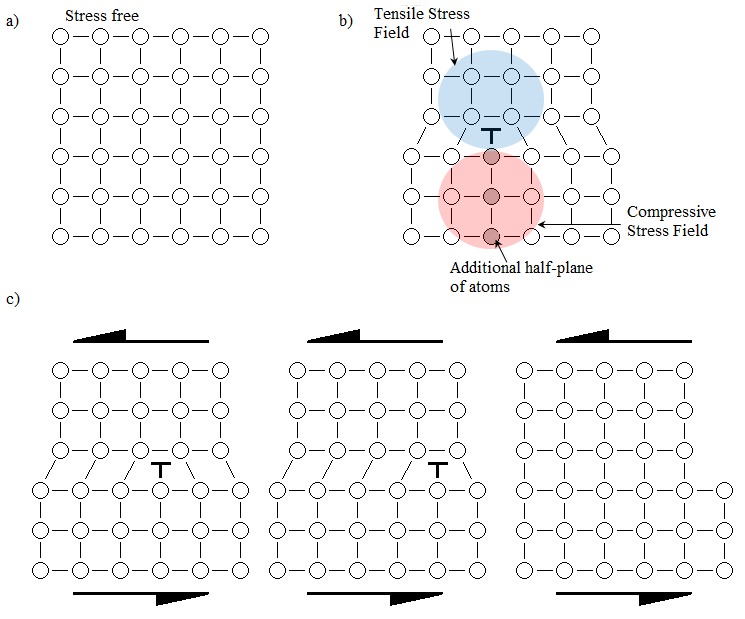 a)
Stress free
b)
Tensile Stress
Field
Compressive
Stress Field
Additional half-plane
of atoms
c)